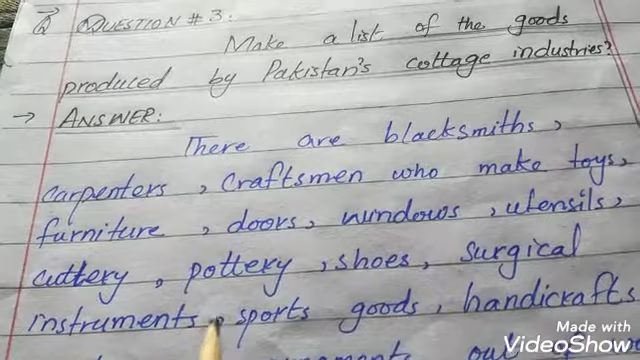 Q QUESTION # 3:
Make a list of the goods
produced by Pakistan's cottage industries?
→ ANSWER:
There are blacksmiths,
carpenters, craftsmen who make toys,
furniture, doors, windows, utensils,
cuttery, pottery, shoes, surgical
instruments, sports goods, handicrafts
Made with
VideoShow